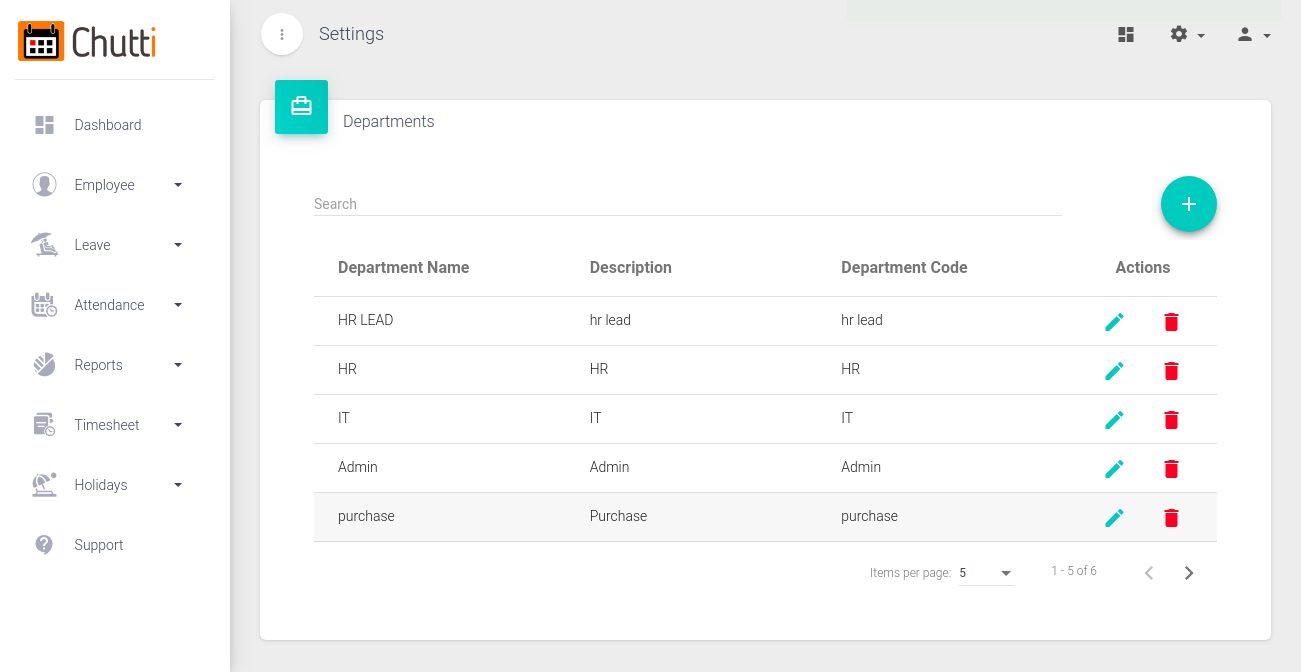 Chutti
Settings
Dashboard
Employee
Leave
Attendance
Reports
Timesheet
Holidays
Support
Departments
Search
Department Name Description Department Code Actions
HR LEAD hr lead hr lead
HR HR HR
IT IT IT
Admin Admin Admin
purchase Purchase purchase
Items per page: 5 1 - 5 of 6